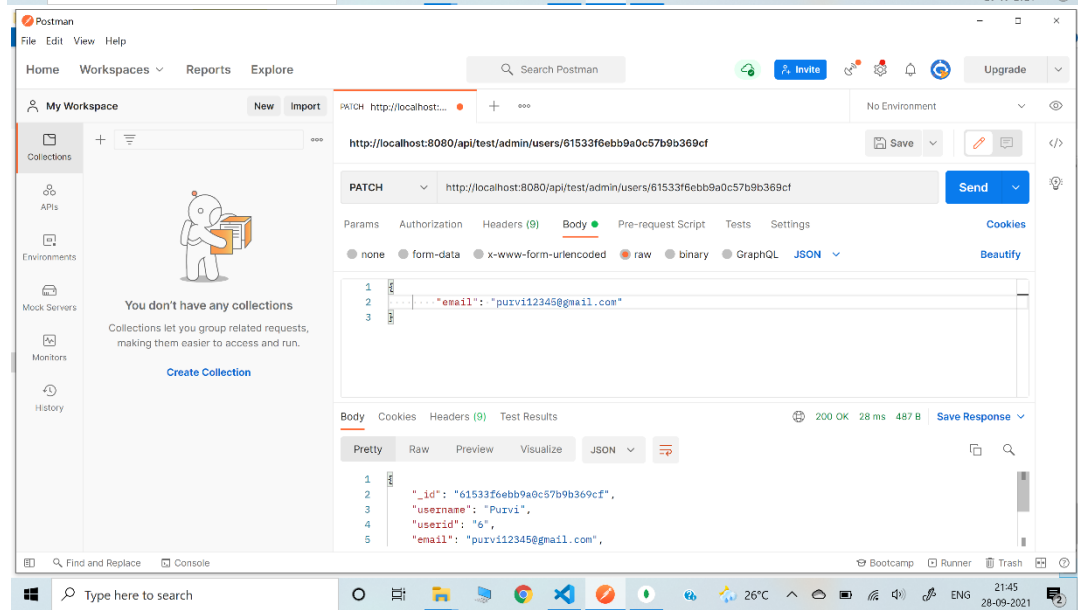 Postman
File Edit View Help
Home Workspaces Reports Explore
Search Postman
Invite
Upgrade
My Workspace
New Import
PATCH http://localhost:...
No Environment
Collections
APIs
Environments
Mock Servers
Monitors
History
You don't have any collections
Collections let you group related requests,
making them easier to access and run.
Create Collection
http://localhost:8080/api/test/admin/users/61533f6ebb9a0c57b9b369cf
Save
PATCH http://localhost:8080/api/test/admin/users/61533f6ebb9a0c57b9b369cf
Send
Params Authorization Headers (9) Body Pre-request Script Tests Settings
Cookies
none form-data x-www-form-urlencoded raw binary GraphQL JSON
Beautify
1 {
2 "email": "purvi12345@gmail.com"
3 }
Body Cookies Headers (9) Test Results
200 OK 28 ms 487 B Save Response
Pretty Raw Preview Visualize JSON
1 {
2 "_id": "61533f6ebb9a0c57b9b369cf",
3 "username": "Purvi",
4 "userid": "6",
5 "email": "purvi12345@gmail.com",
Find and Replace Console
Bootcamp Runner Trash
Type here to search
26°C
ENG
21:45
28-09-2021
2